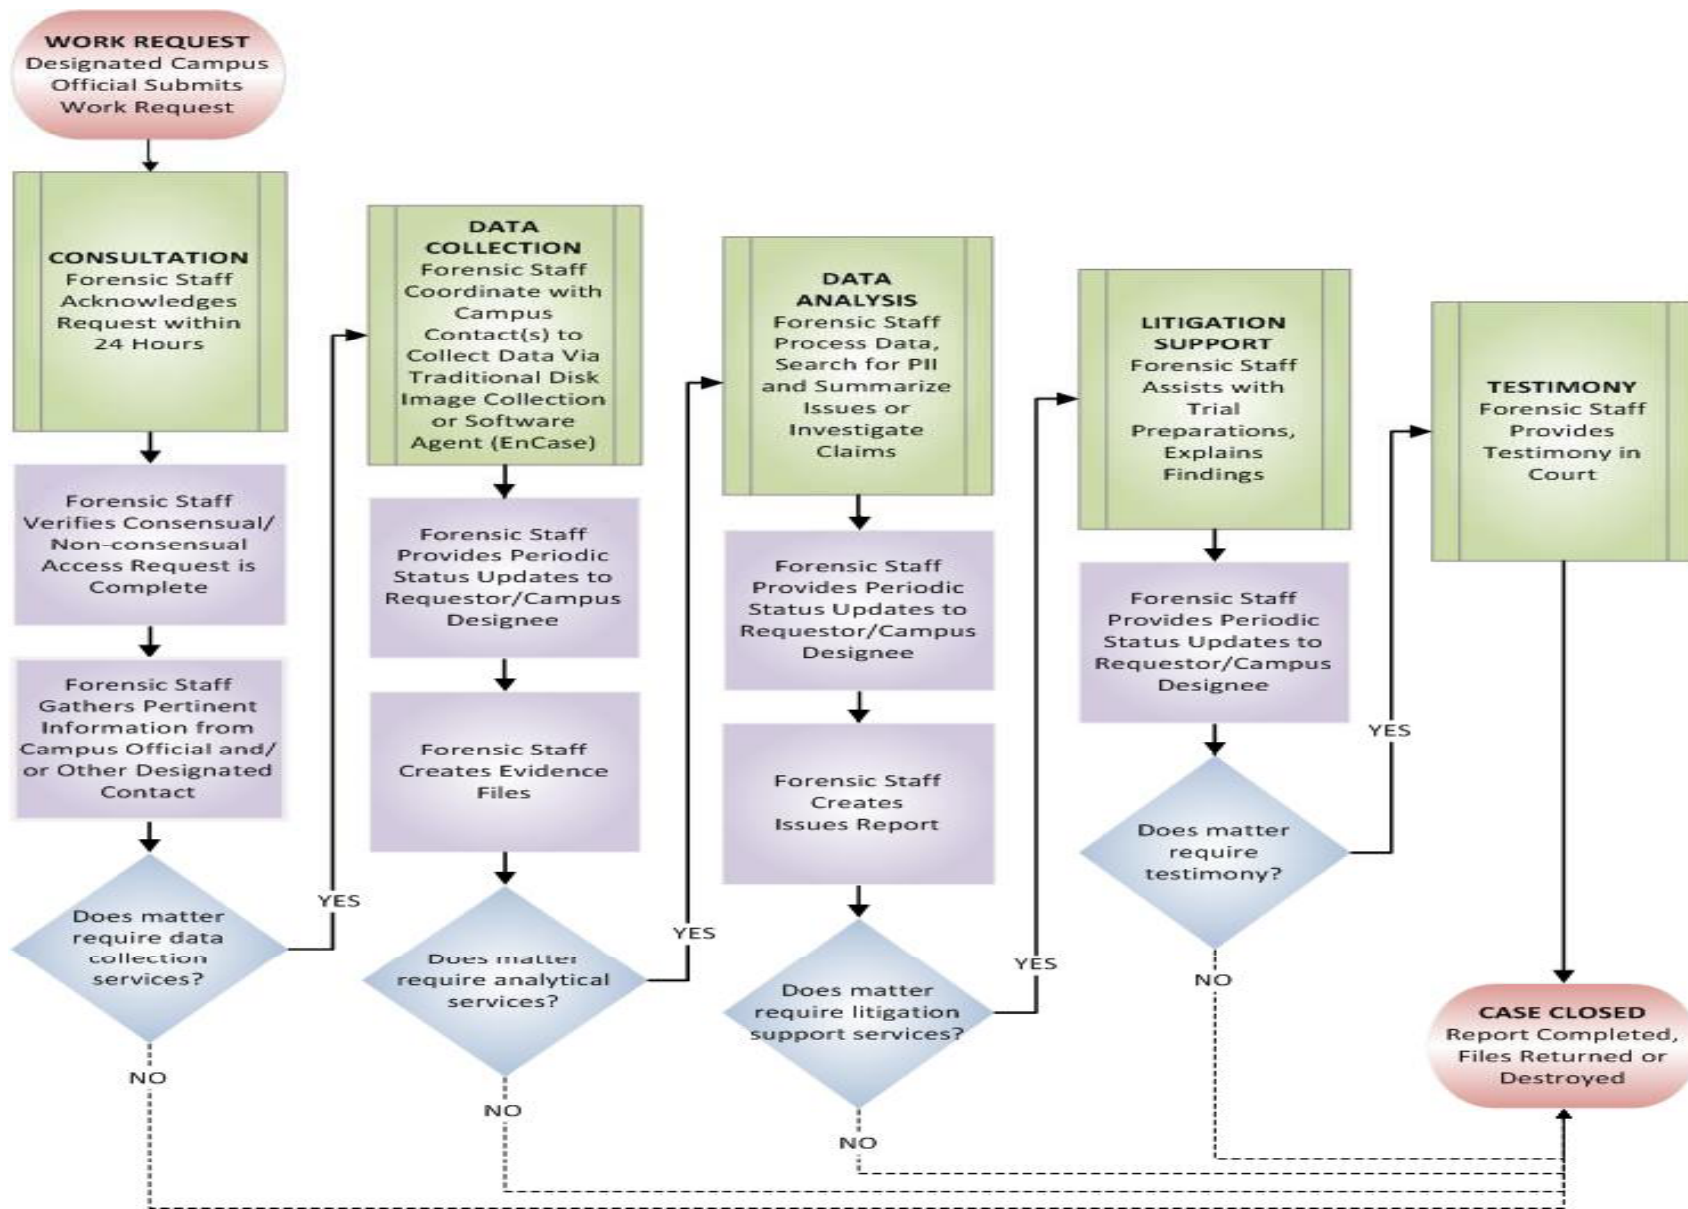 WORK REQUEST
Designated Campus
Official Submits
Work Request
CONSULTATION
Forensic Staff
Acknowledges
Request within
24 Hours
Forensic Staff
Verifies Consensual/
Non-consensual
Access Request is
Complete
Forensic Staff
Gathers Pertinent
Information from
Campus Official and/
or Other Designated
Contact
Does matter
require data
collection
services?
YES
NO
DATA
COLLECTION
Forensic Staff
Coordinate with
Campus
Contact(s) to
Collect Data Via
Traditional Disk
Image Collection
or Software
Agent (EnCase)
Forensic Staff
Provides Periodic
Status Updates to
Requestor/Campus
Designee
Forensic Staff
Creates Evidence
Files
Does matter
require analytical
services?
YES
NO
DATA
ANALYSIS
Forensic Staff
Process Data,
Search for PII
and Summarize
Issues or
Investigate
Claims
Forensic Staff
Provides Periodic
Status Updates to
Requestor/Campus
Designee
Forensic Staff
Creates
Issues Report
Does matter
require litigation
support services?
YES
NO
LITIGATION
SUPPORT
Forensic Staff
Assists with
Trial
Preparations,
Explains
Findings
Forensic Staff
Provides Periodic
Status Updates to
Requestor/Campus
Designee
Does matter
require
testimony?
YES
NO
TESTIMONY
Forensic Staff
Provides
Testimony in
Court
CASE CLOSED
Report Completed,
Files Returned or
Destroyed